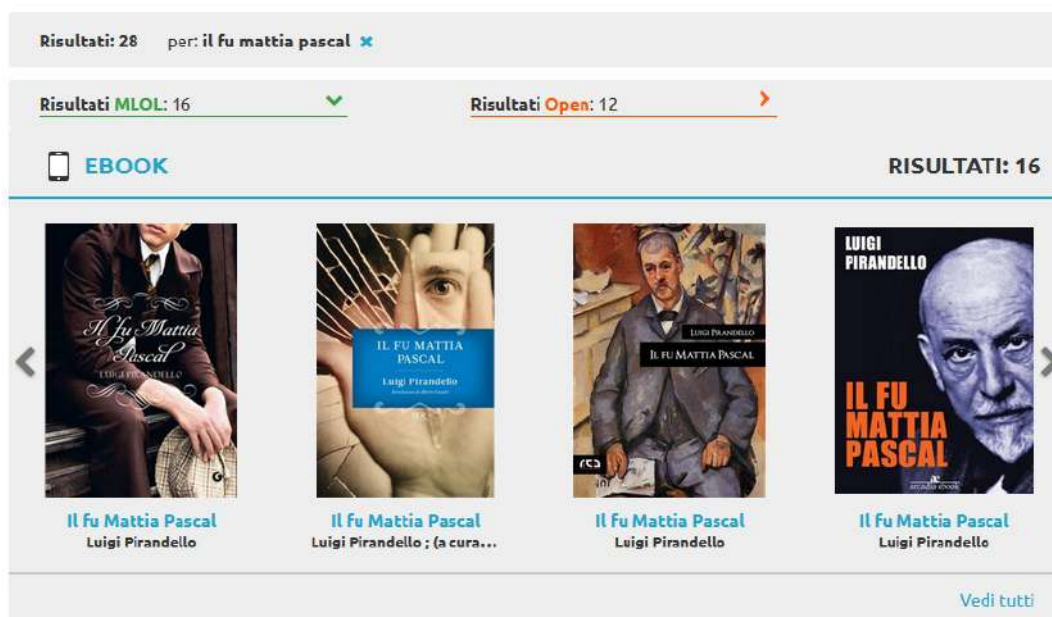 Risultati: 28 per: il fu mattia pascal ×
Risultati MLOL: 16 Risultati Open: 12
EBOOK RISULTATI: 16
Il fu Mattia
Pascal
LUIGI PIRANDELLO
IL FU MATTIA
PASCAL
Luigi Pirandello
LUIGI PIRANDELLO
IL FU MATTIA PASCAL
LUIGI
PIRANDELLO
IL FU
MATTIA
PASCAL
Il fu Mattia Pascal Il fu Mattia Pascal Il fu Mattia Pascal Il fu Mattia Pascal
Luigi Pirandello Luigi Pirandello ; (a cura... Luigi Pirandello Luigi Pirandello
Vedi tutti